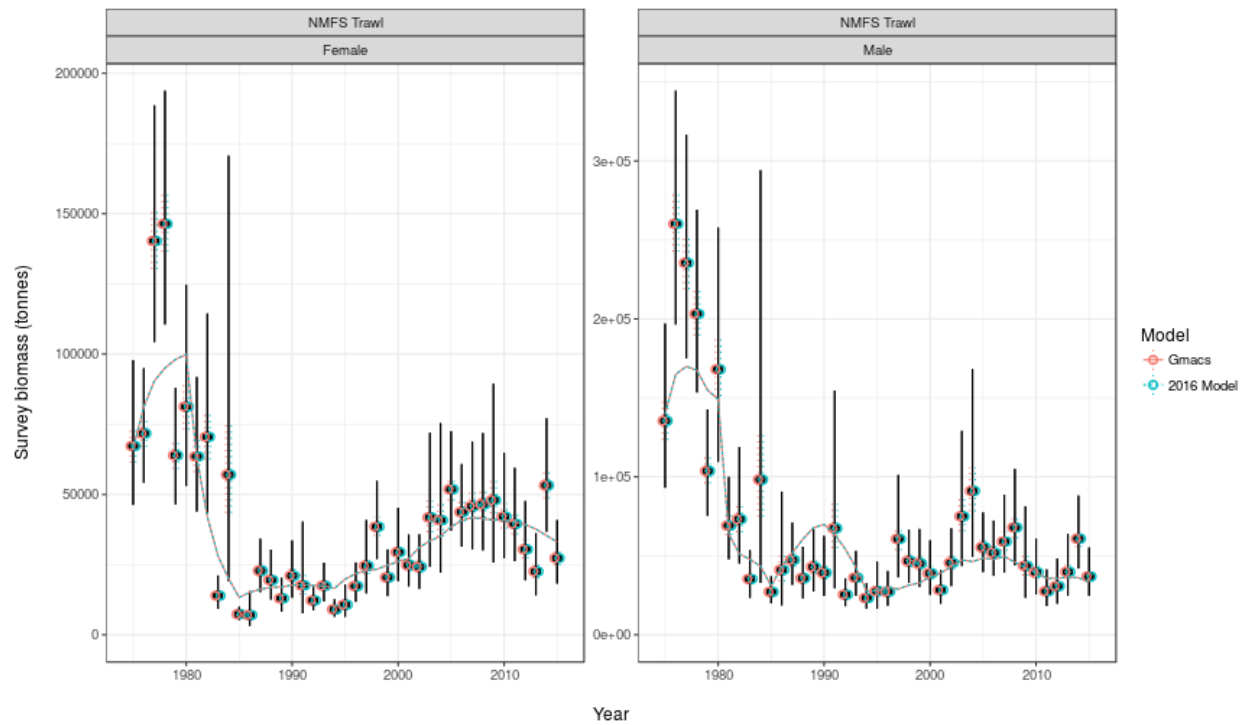 NMFS Trawl
NMFS Trawl
Female
Male
200000
150000
100000
50000
0
3e+05
2e+05
1e+05
0e+00
1980
1990
2000
2010
1980
1990
2000
2010
Survey biomass (tonnes)
Year
Model
Gmacs
2016 Model